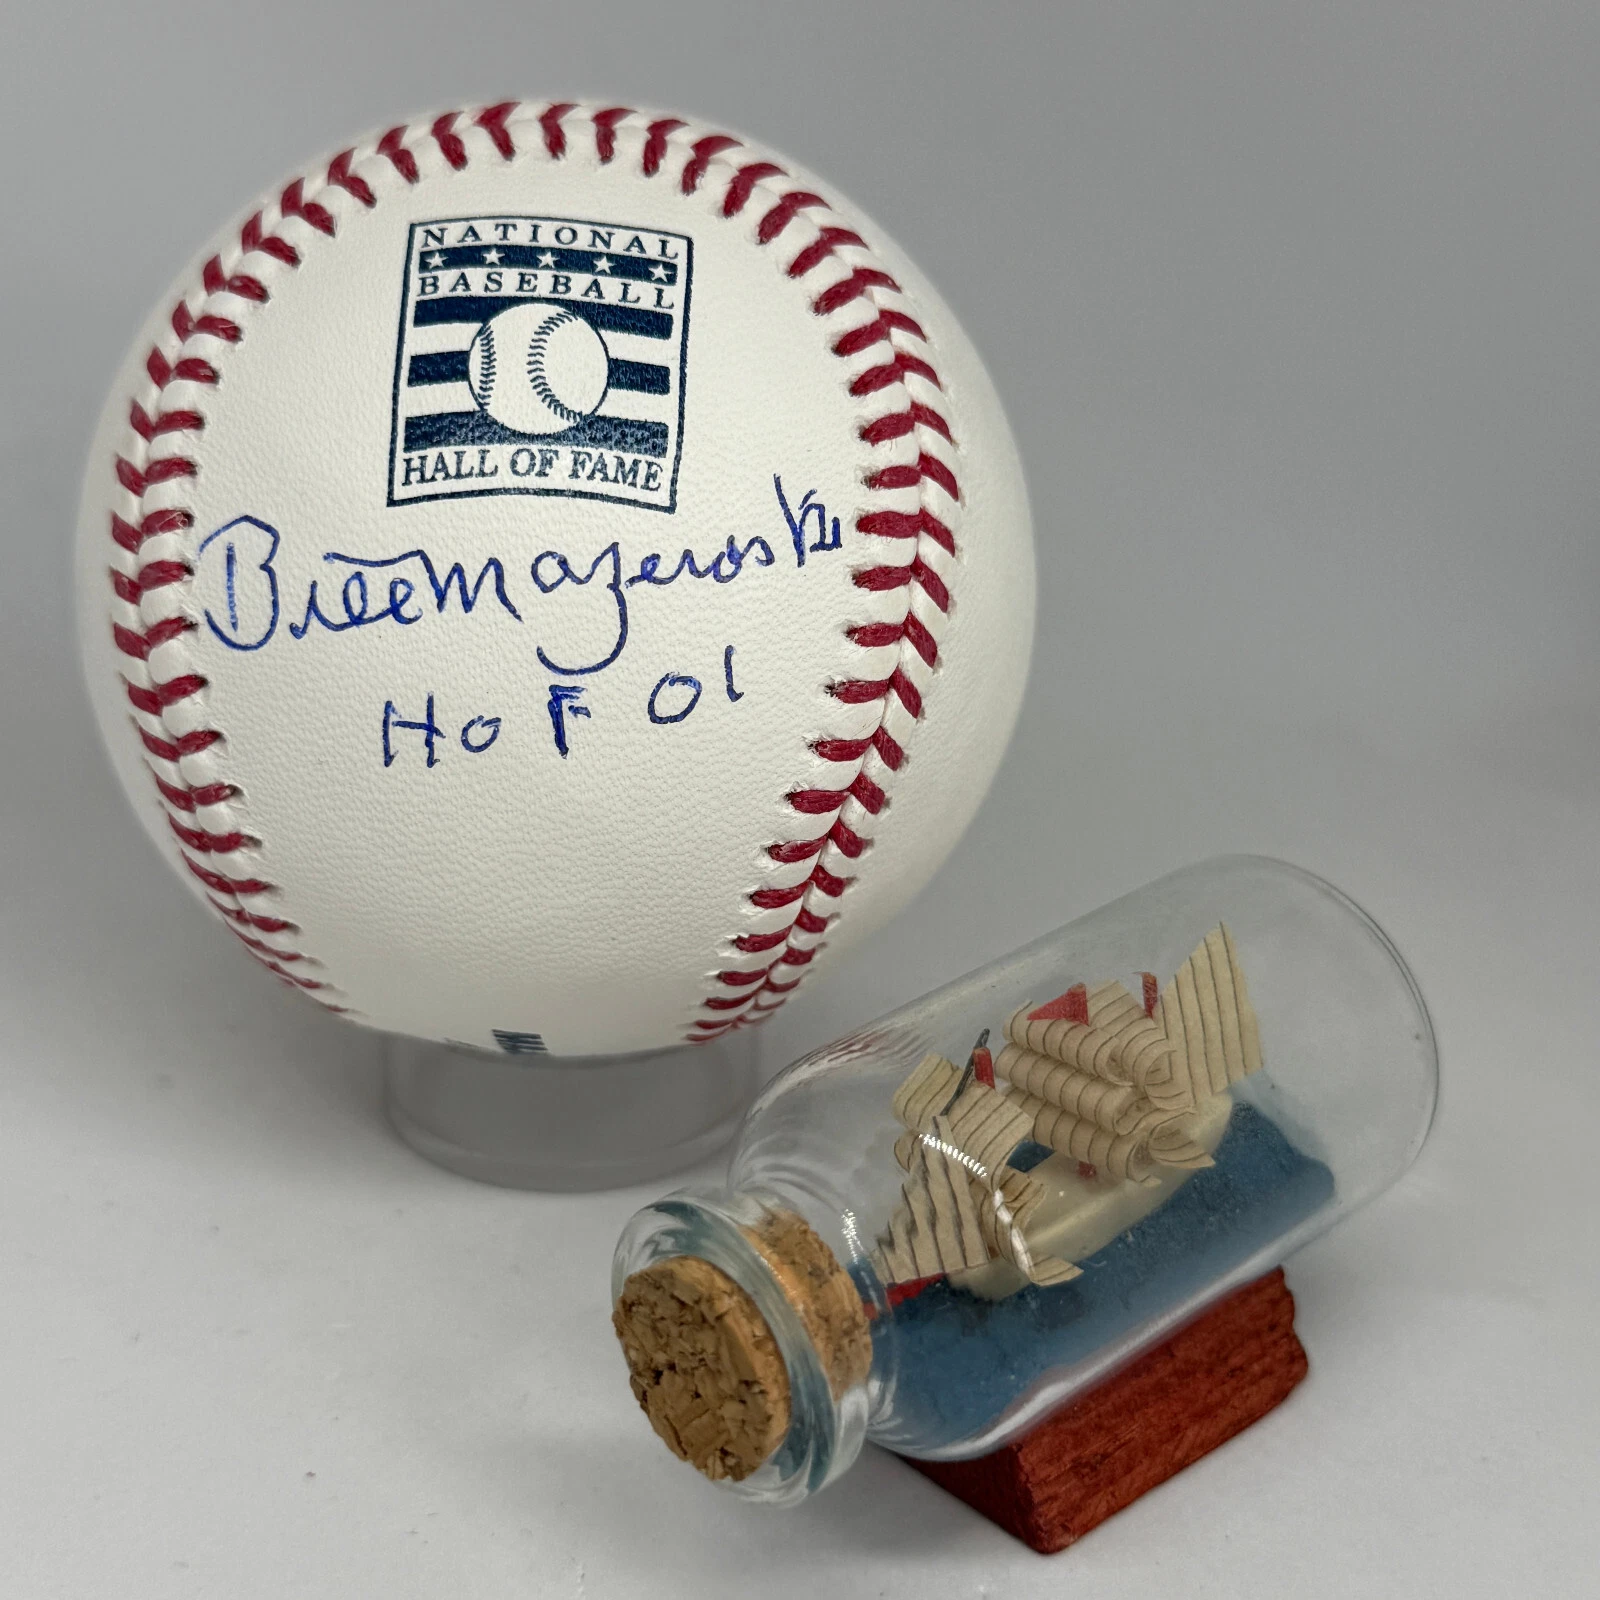 NATIONAL
BASEBALL
HALL OF FAME
Bill Mazeroski
HoF 01